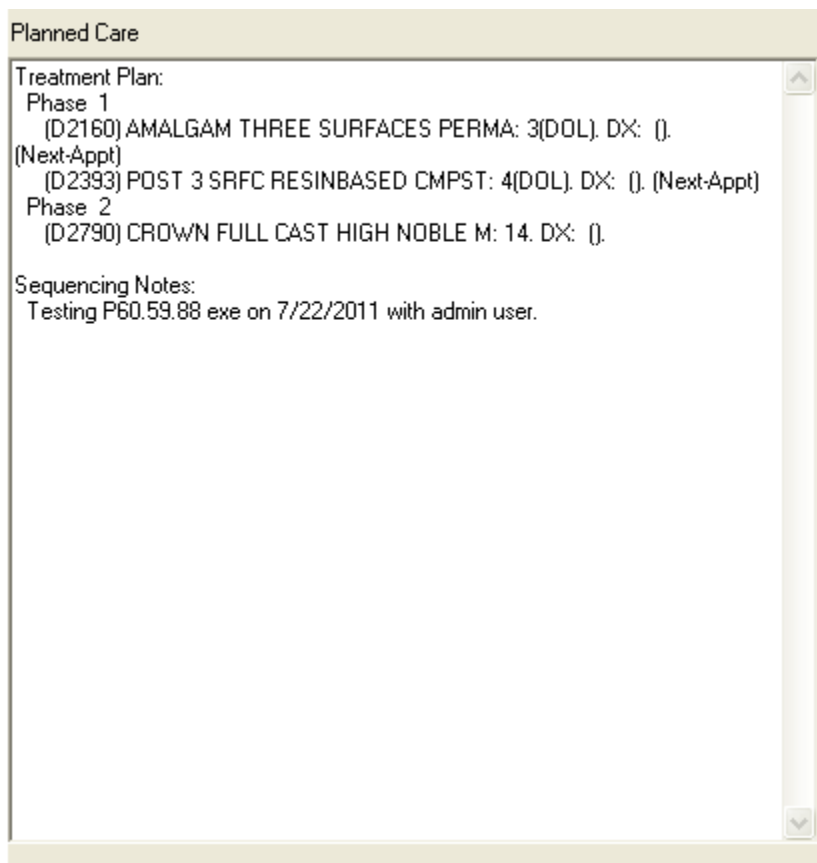 Planned Care
Treatment Plan:
Phase 1
(D2160) AMALGAM THREE SURFACES PERMA: 3(DOL). DX: ().
(Next-Appt)
(D2393) POST 3 SRFC RESINBASED CMPST: 4(DOL). DX: (). (Next-Appt)
Phase 2
(D2790) CROWN FULL CAST HIGH NOBLE M: 14. DX: ().
Sequencing Notes:
Testing P60.59.88 exe on 7/22/2011 with admin user.